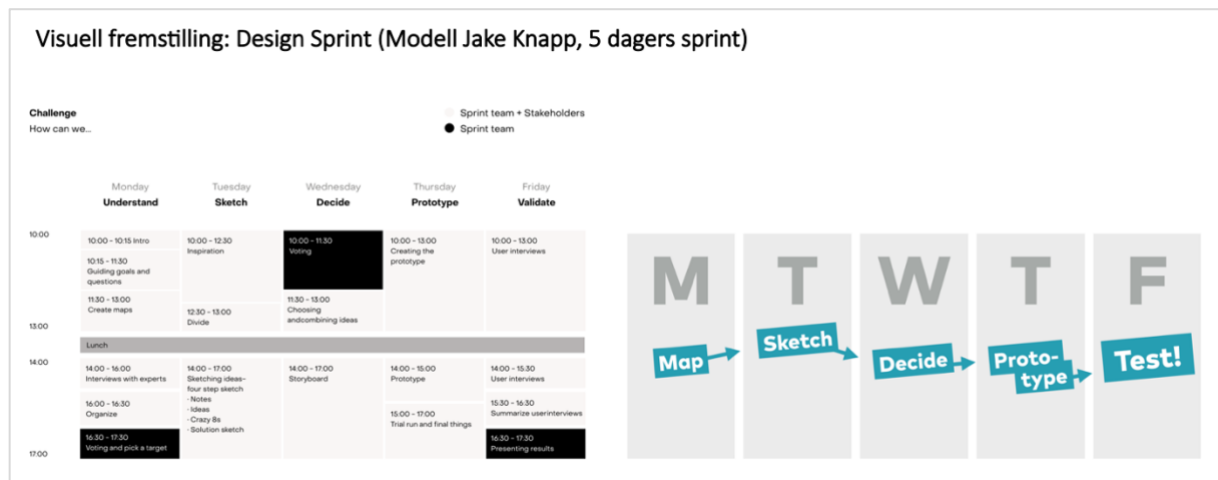 Visuell fremstilling: Design Sprint (Modell Jake Knapp, 5 dagers sprint)
Challenge
How can we...
Sprint team + Stakeholders
Sprint team
Monday
Understand
Tuesday
Sketch
Wednesday
Decide
Thursday
Prototype
Friday
Validate
10:00
13:00
14:00
17:00
10:00 – 10:15 Intro
10:15 – 11:30
Guiding goals and
questions
11:30 – 13:00
Create maps
10:00 – 12:30
Inspiration
12:30 – 13:00
Divide
10:00 – 11:30
Voting
11:30 – 13:00
Choosing
andcombining ideas
10:00 – 13:00
Creating the
prototype
10:00 – 13:00
User interviews
Lunch
14:00 – 16:00
Interviews with experts
16:00 – 16:30
Organize
16:30 – 17:30
Voting and pick a target
14:00 – 17:00
Sketching ideas–
four step sketch
- Notes
- Ideas
- Crazy 8s
- Solution sketch
14:00 – 17:00
Storyboard
14:00 – 15:00
Prototype
15:00 – 17:00
Trial run and final things
14:00 – 15:30
User interviews
15:30 – 16:30
Summarize userinterviews
16:30 – 17:30
Presenting results
M
T
W
T
F
Map
Sketch
Decide
Proto-
type
Test!